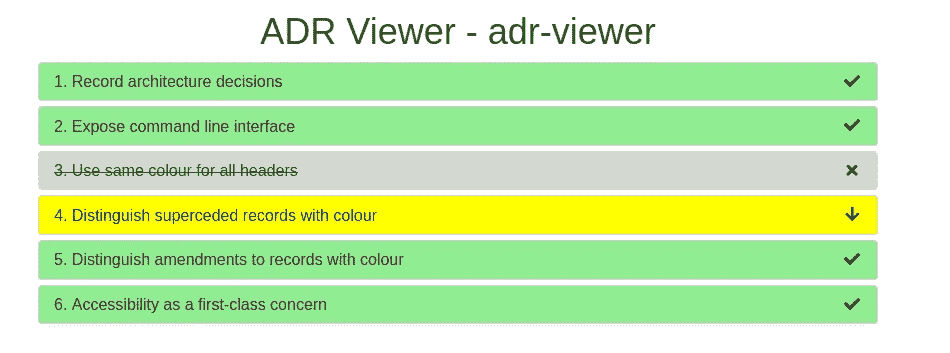 ADR Viewer - adr-viewer
1. Record architecture decisions
2. Expose command line interface
3. Use same colour for all headers
4. Distinguish superceded records with colour
5. Distinguish amendments to records with colour
6. Accessibility as a first-class concern